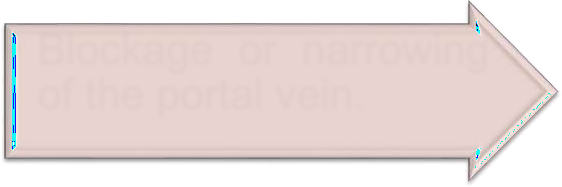 Blockage or narrowing
of the portal vein.